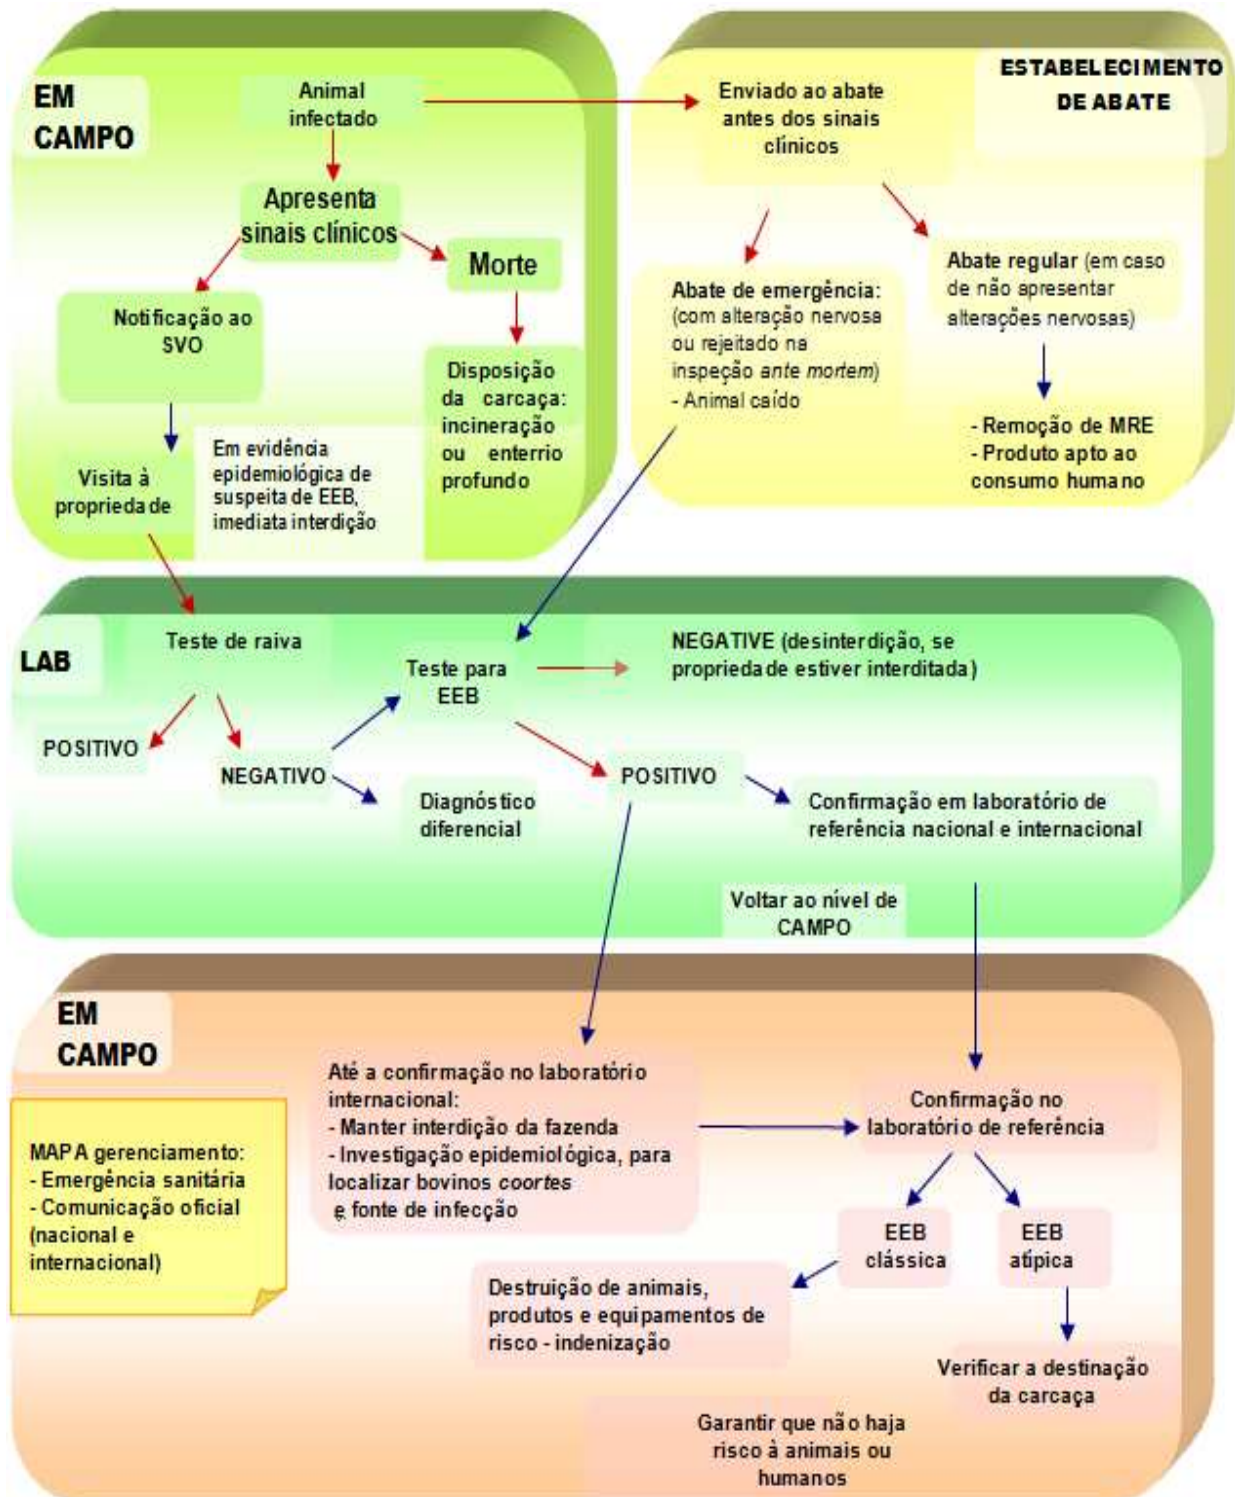 EM
CAMPO
Animal
infectado
Apresenta
sinais clínicos
Morte
Notificação ao
SVO
Disposição
da carcaça:
incineração
ou enterrio
profundo
Visita à
propriedade
Em evidência
epidemiológica de
suspeita de EEB,
imediata interdição
ESTABELECIMENTO
DE ABATE
Enviado ao abate
antes dos sinais
clínicos
Abate de emergência:
(com alteração nervosa
ou rejeitado na
inspeção ante mortem)
- Animal caído
Abate regular (em caso
de não apresentar
alterações nervosas)
- Remoção de MRE
- Produto apto ao
consumo humano
LAB
Teste de raiva
POSITIVO
NEGATIVO
Teste para
EEB
NEGATIVE (desinterdição, se
propriedade estiver interditada)
Diagnóstico
diferencial
POSITIVO
Confirmação em laboratório de
referência nacional e internacional
Voltar ao nível de
CAMPO
EM
CAMPO
MAPA gerenciamento:
- Emergência sanitária
- Comunicação oficial
(nacional e
internacional)
Até a confirmação no laboratório
internacional:
- Manter interdição da fazenda
- Investigação epidemiológica, para
localizar bovinos coortes
e fonte de infecção
Confirmação no
laboratório de referência
EEB
clássica
EEB
atípica
Destruição de animais,
produtos e equipamentos de
risco - indenização
Verificar a destinação
da carcaça
Garantir que não haja
risco à animais ou
humanos